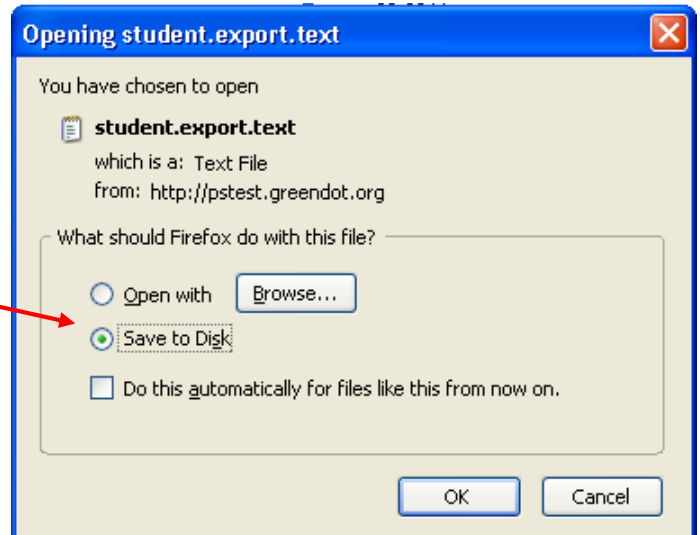 Opening student.export.text
You have chosen to open
student.export.text
which is a: Text File
from: http://pstest.greendot.org
What should Firefox do with this file?
Open with Browse...
Save to Disk
Do this automatically for files like this from now on.
OK Cancel